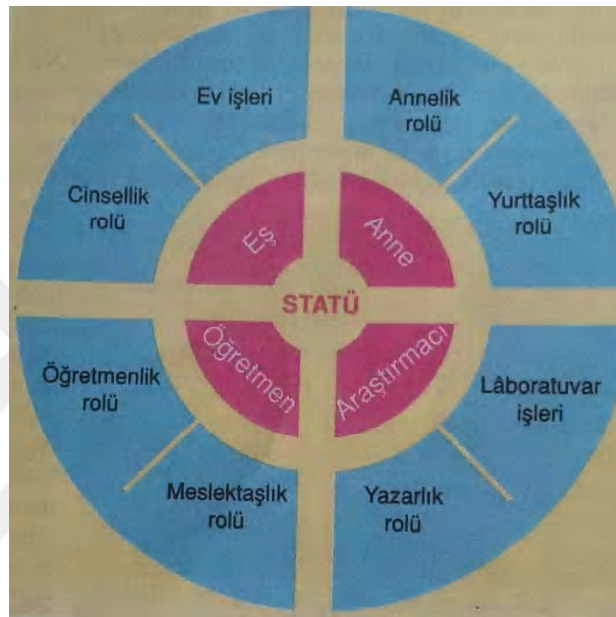 Ev işleri
Annelik
rolü
Cinsellik
rolü
Yurttaşlık
rolü
Eş
Anne
STATÜ
Öğretmen
Araştırmacı
Öğretmenlik
rolü
Lâboratuvar
işleri
Meslektaşlık
rolü
Yazarlık
rolü